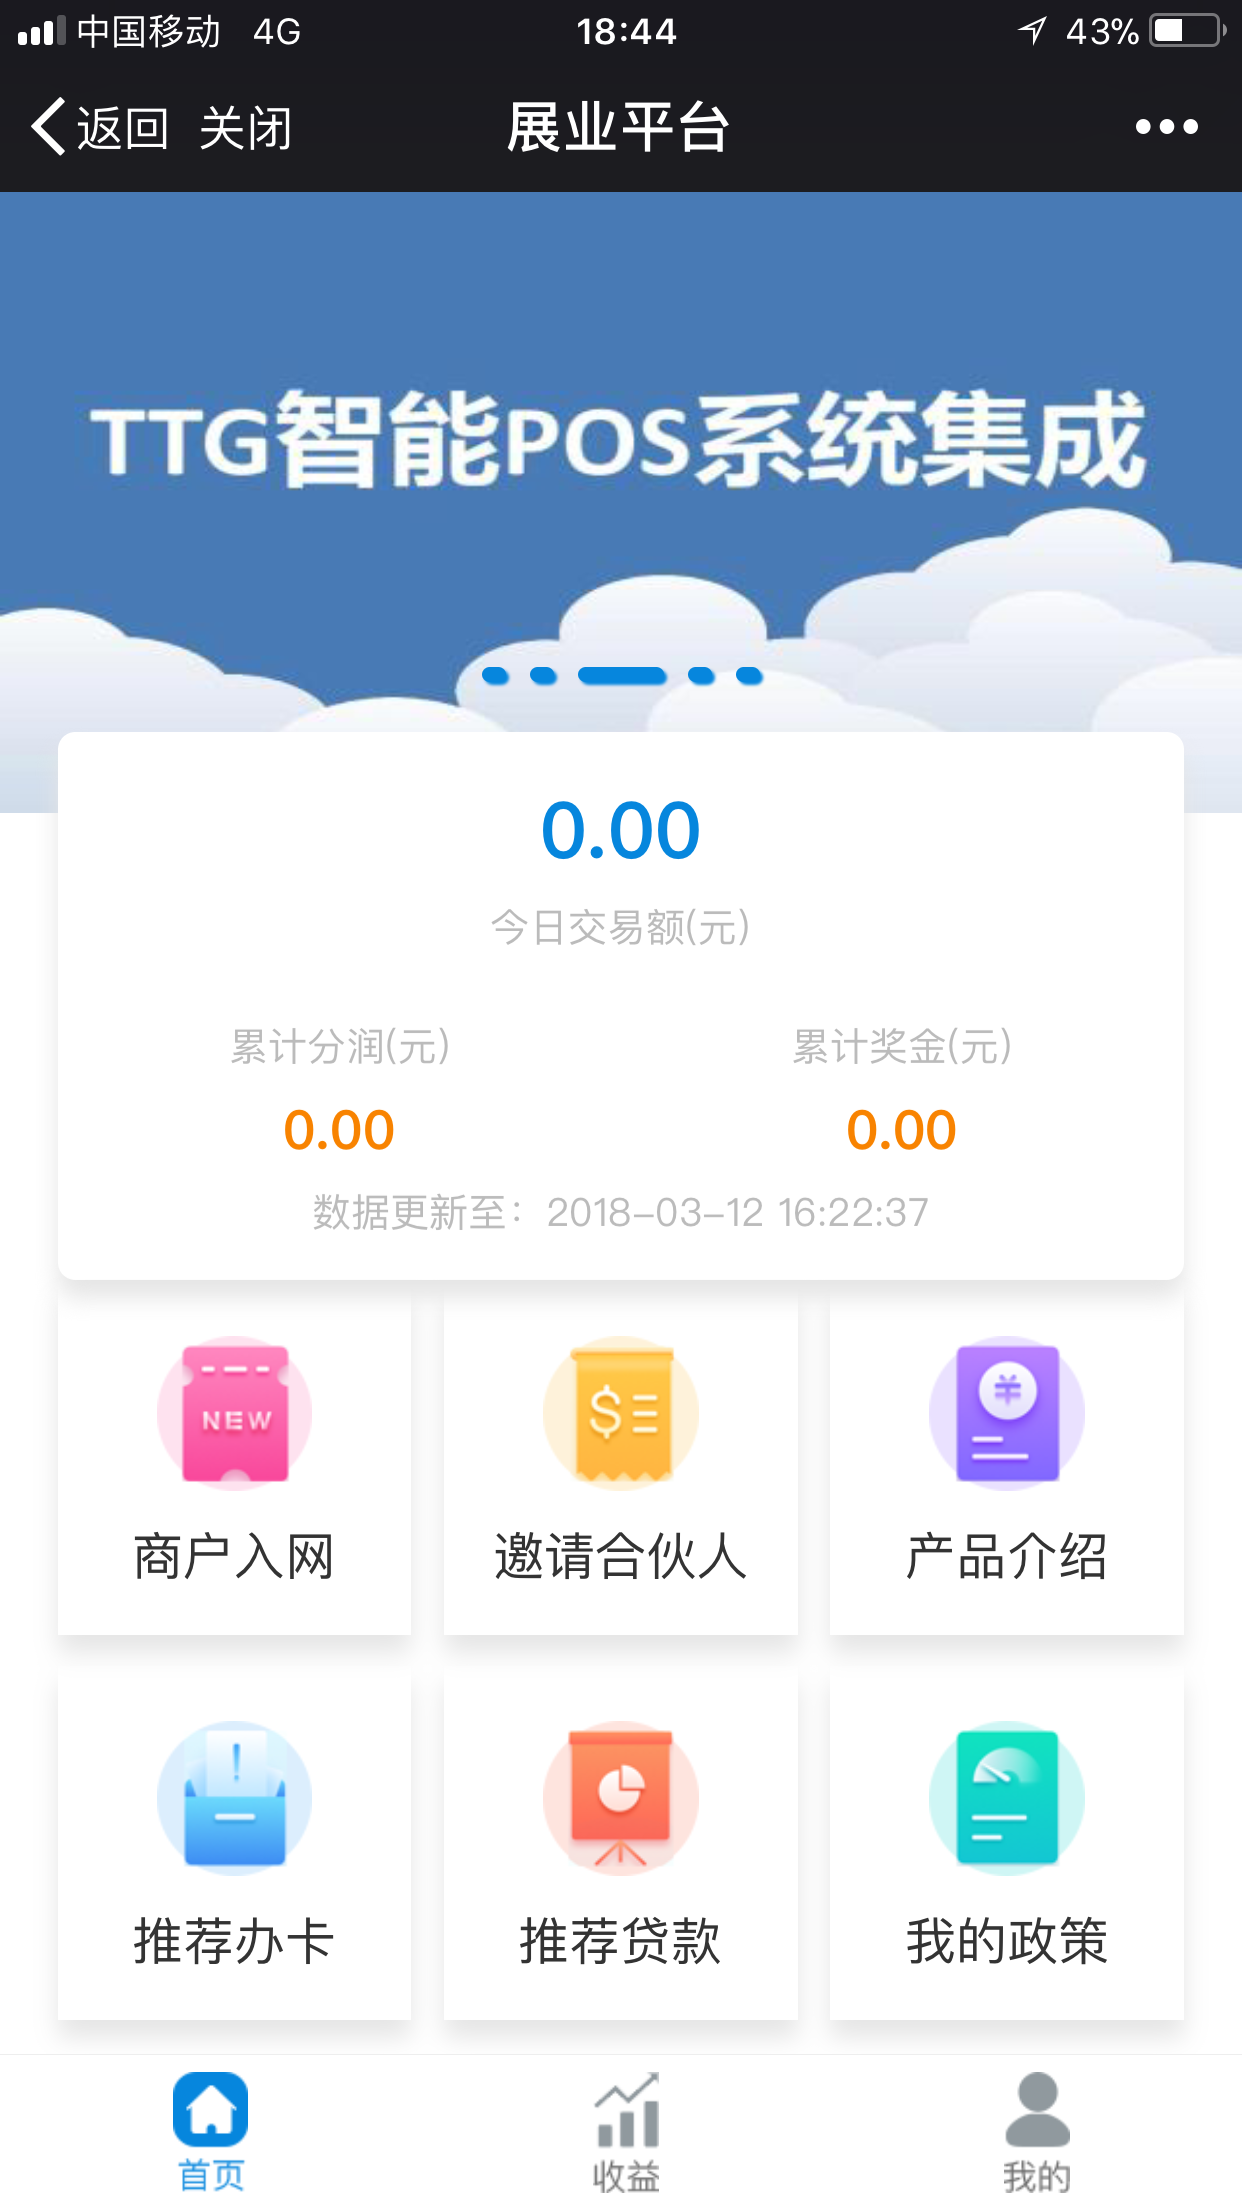 中国移动 4G 18:44 43%
返回 关闭 展业平台
TTG智能POS系统集成
0.00
今日交易额(元)
累计分润(元) 累计奖金(元)
0.00 0.00
数据更新至：2018-03-12 16:22:37
NEW $
商户入网 邀请合伙人 产品介绍
推荐办卡 推荐贷款 我的政策
首页 收益 我的